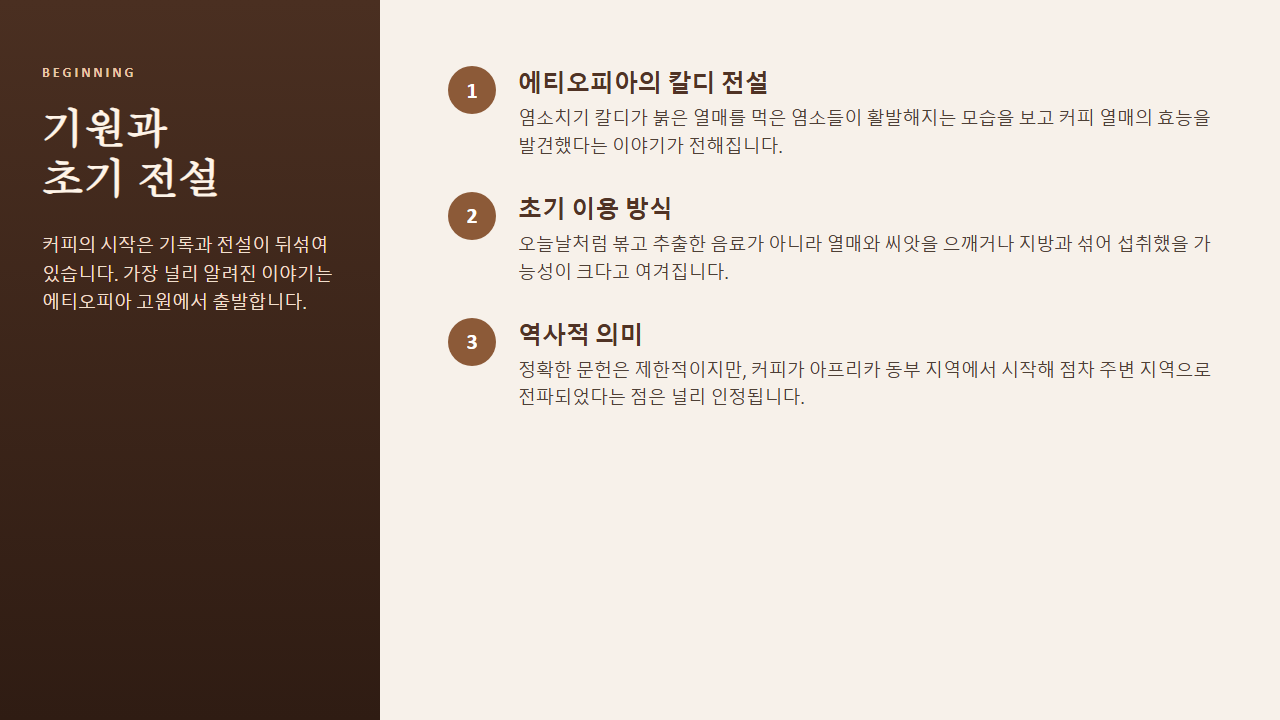 BEGINNING
기원과
초기 전설
커피의 시작은 기록과 전설이 뒤섞여
있습니다. 가장 널리 알려진 이야기는
에티오피아 고원에서 출발합니다.
1
에티오피아의 칼디 전설
염소치기 칼디가 붉은 열매를 먹은 염소들이 활발해지는 모습을 보고 커피 열매의 효능을
발견했다는 이야기가 전해집니다.
2
초기 이용 방식
오늘날처럼 볶고 추출한 음료가 아니라 열매와 씨앗을 으깨거나 지방과 섞어 섭취했을 가
능성이 크다고 여겨집니다.
3
역사적 의미
정확한 문헌은 제한적이지만, 커피가 아프리카 동부 지역에서 시작해 점차 주변 지역으로
전파되었다는 점은 널리 인정됩니다.